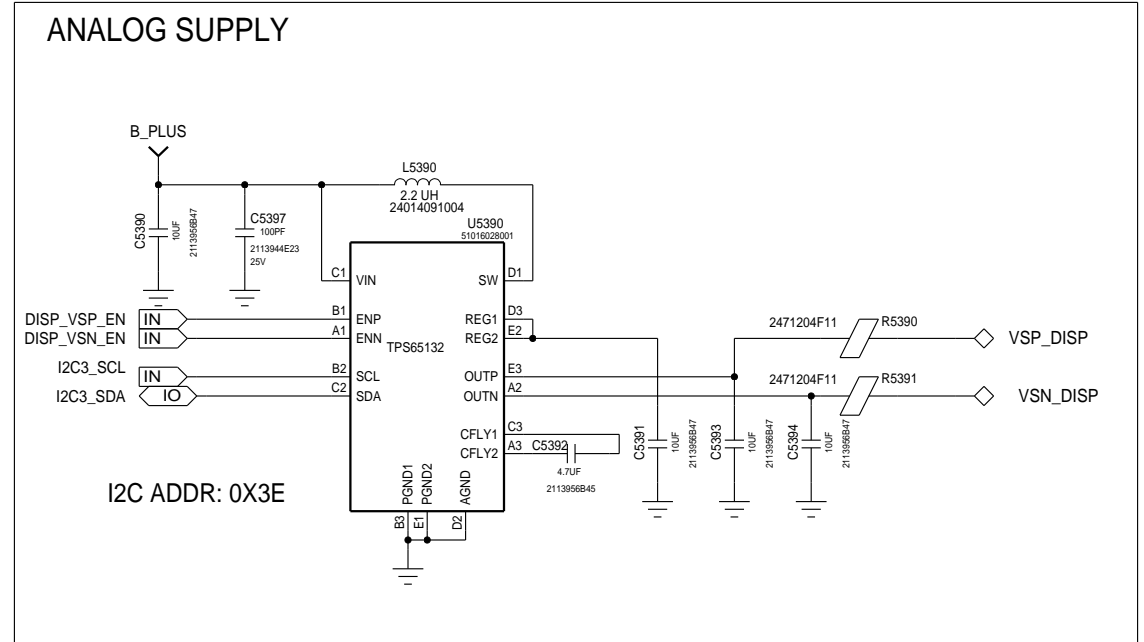 ANALOG SUPPLY
B_PLUS
L5390
2.2 UH
24014091004
U5390
51016028001
C5390
10UF
2113956B47
C5397
100PF
2113944E23
25V
C1
VIN
SW
D1
DISP_VSP_EN
IN
B1
ENP
REG1
D3
DISP_VSN_EN
IN
A1
ENN
REG2
E2
TPS65132
2471204F11
R5390
VSP_DISP
I2C3_SCL
IN
B2
SCL
OUTP
E3
I2C3_SDA
IO
C2
SDA
OUTN
A2
2471204F11
R5391
VSN_DISP
CFLY1
C3
CFLY2
A3
C5392
4.7UF
2113956B45
C5391
10UF
2113956B47
C5393
10UF
2113956B47
C5394
10UF
2113956B47
I2C ADDR: 0X3E
PGND1
PGND2
AGND
B3
E1
D2